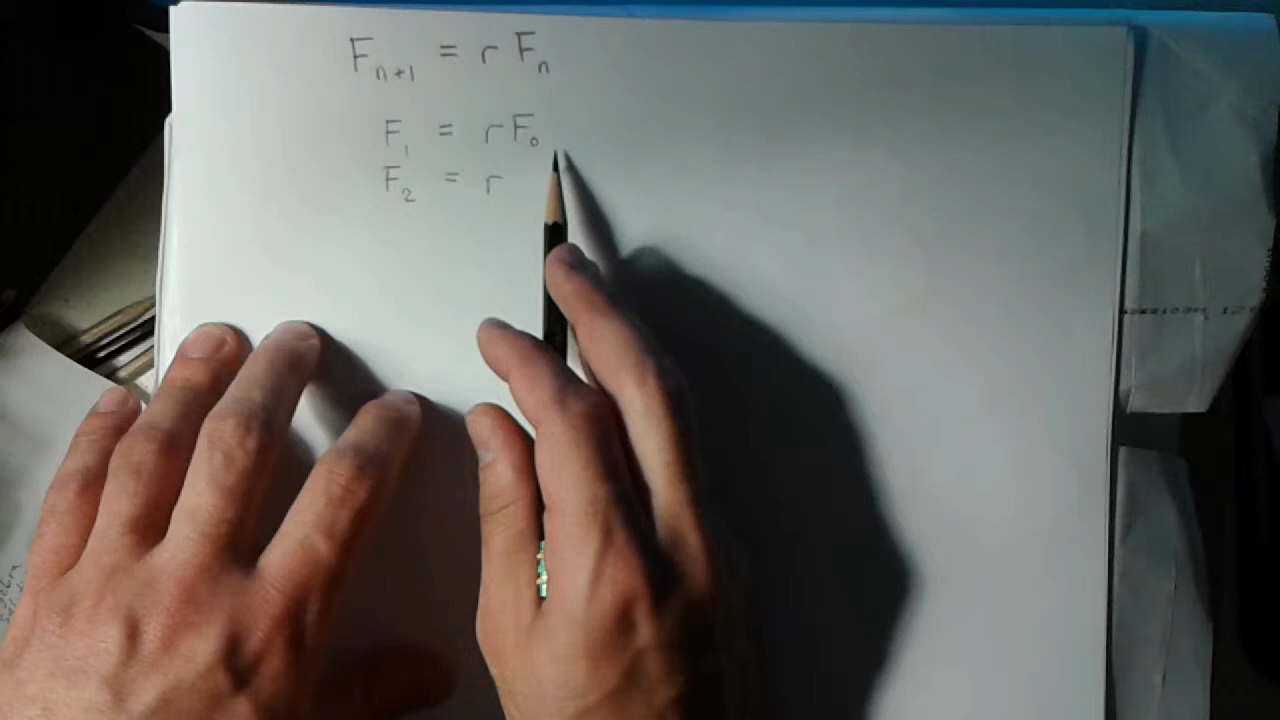 Fₙ₊₁ = r Fₙ
F₁ = r F₀
F₂ = r